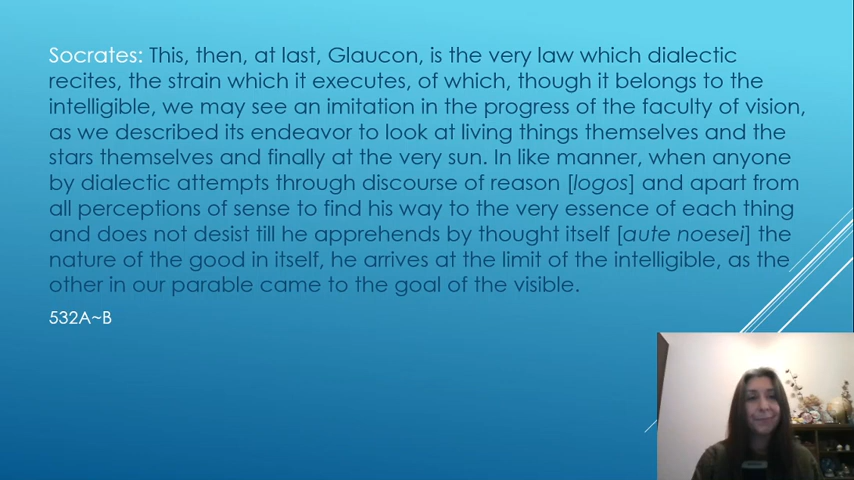 Socrates: This, then, at last, Glaucon, is the very law which dialectic
recites, the strain which it executes, of which, though it belongs to the
intelligible, we may see an imitation in the progress of the faculty of vision,
as we described its endeavor to look at living things themselves and the
stars themselves and finally at the very sun. In like manner, when anyone
by dialectic attempts through discourse of reason [logos] and apart from
all perceptions of sense to find his way to the very essence of each thing
and does not desist till he apprehends by thought itself [aute noesei] the
nature of the good in itself, he arrives at the limit of the intelligible, as the
other in our parable came to the goal of the visible.
532A~B